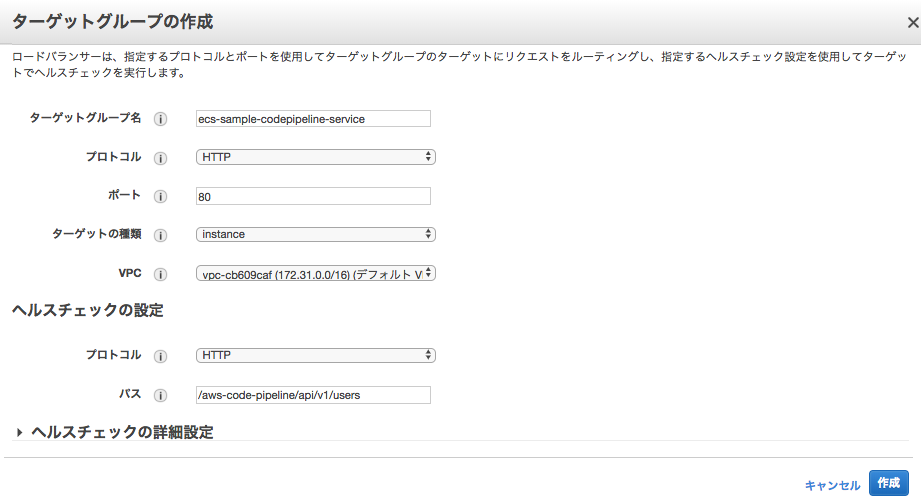 ターゲットグループの作成
×
ロードバランサーは、指定するプロトコルとポートを使用してターゲットグループのターゲットにリクエストをルーティングし、指定するヘルスチェック設定を使用してターゲッ
トでヘルスチェックを実行します。
ターゲットグループ名 i ecs-sample-codepipeline-service
プロトコル i HTTP
ポート i 80
ターゲットの種類 i instance
VPC i vpc-cb609caf (172.31.0.0/16) (デフォルト V
ヘルスチェックの設定
プロトコル i HTTP
パス i /aws-code-pipeline/api/v1/users
ヘルスチェックの詳細設定
キャンセル 作成